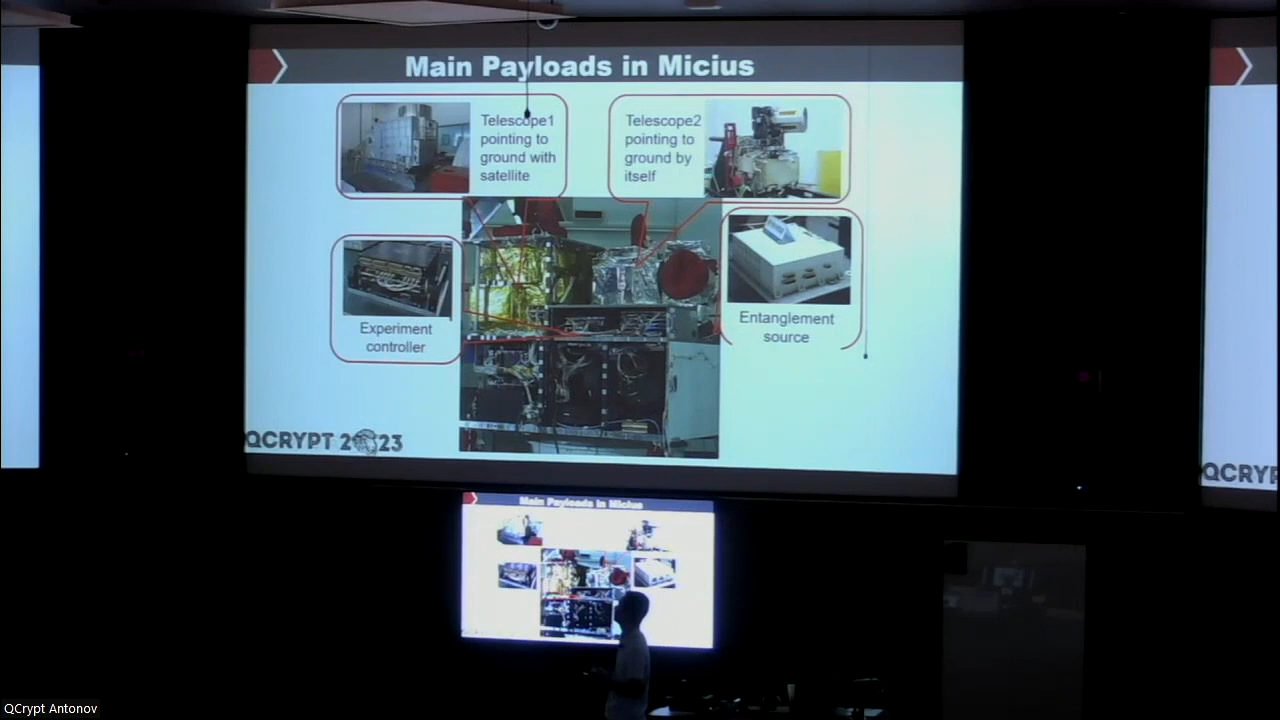 Main Payloads in Micius
Telescope1
pointing to
ground with
satellite
Telescope2
pointing to
ground by
itself
Experiment
controller
Entanglement
source
QCRYPT 2023
QCRYP
Main Payloads in Micius
QCrypt Antonov